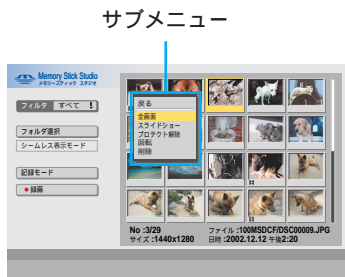 サブメニュー
Memory Stick Studio
メモリースティック スタジオ
フィルタ すべて
フォルダ選択
シームレス表示モード
記録モード
録画
戻る
全画面
スライドショー
プロテクト解除
回転
削除
No :3/29
サイズ :1440x1280
ファイル :100MSDCF/DSC00009.JPG
日時 :2002.12.12 午後2:20